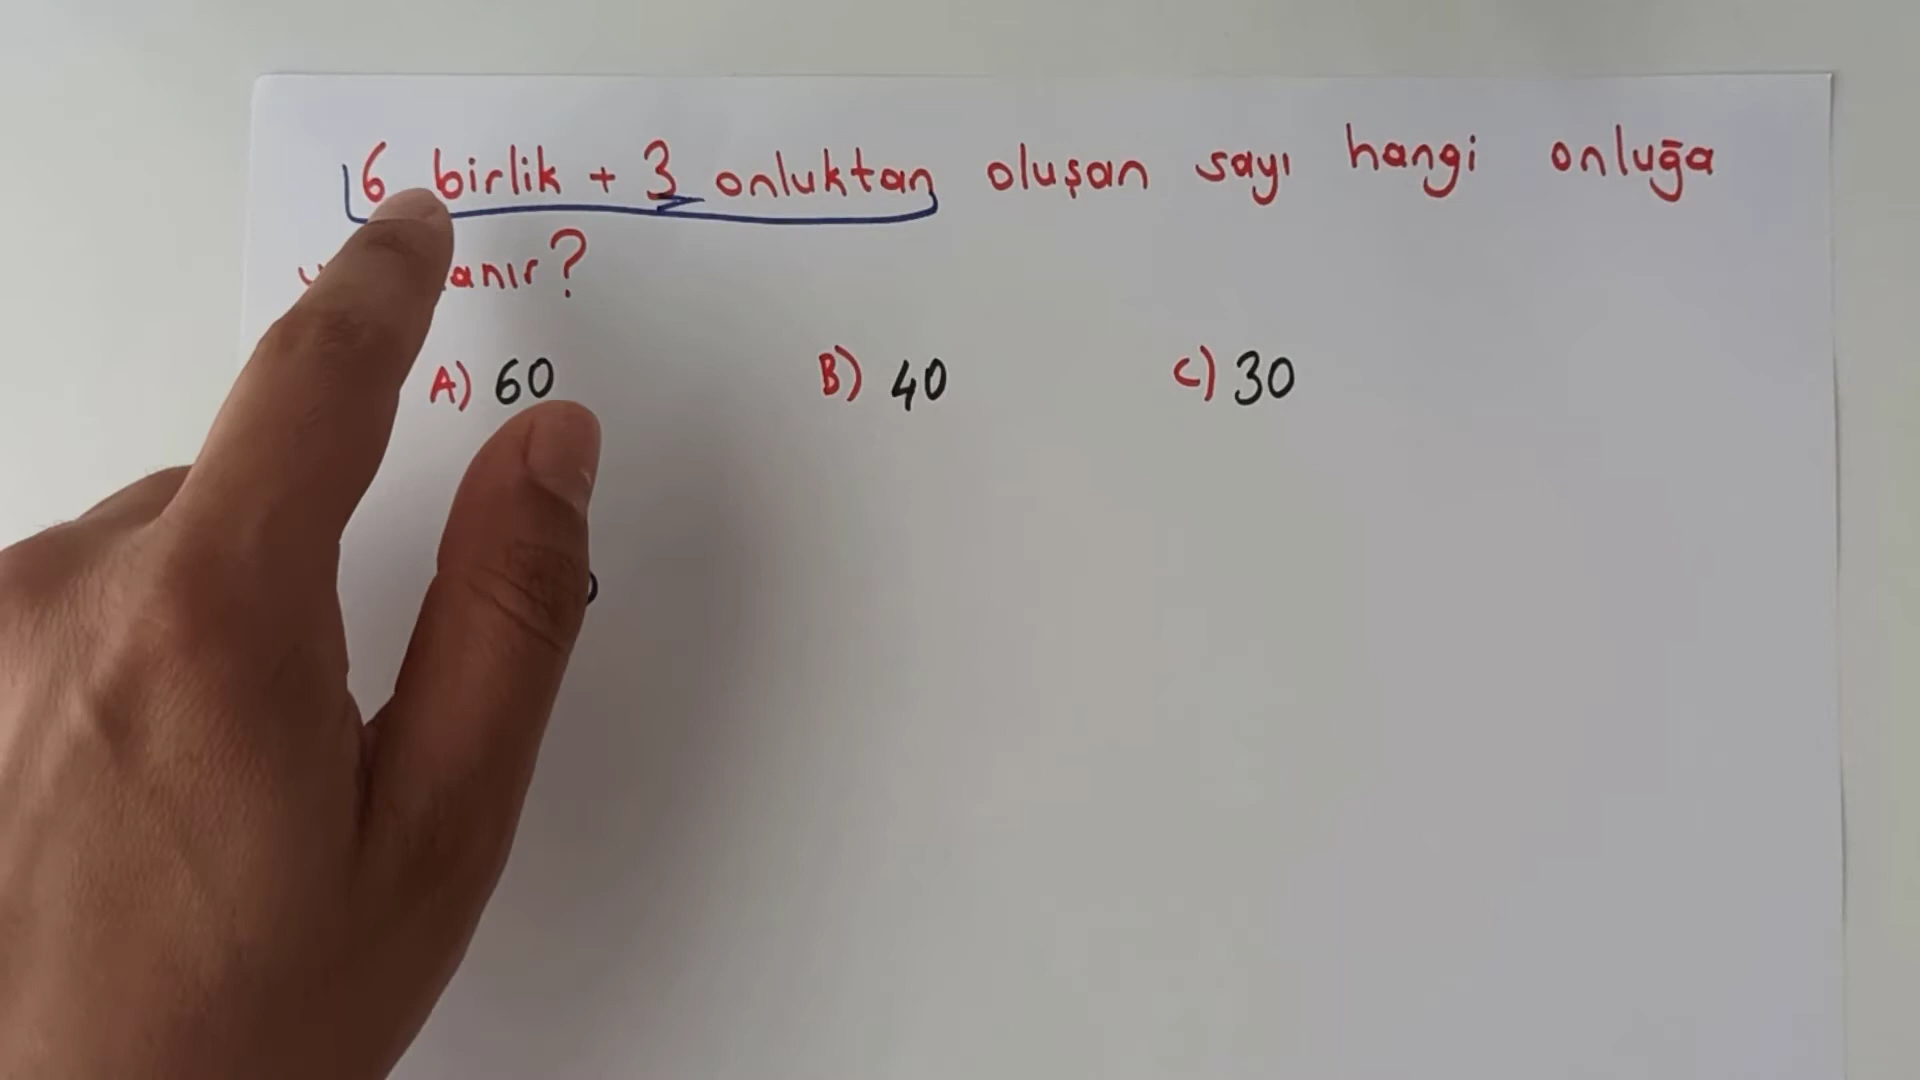 6 birlik + 3 onluktan oluşan sayı hangi onluğa
anır?
A) 60 B) 40 C) 30